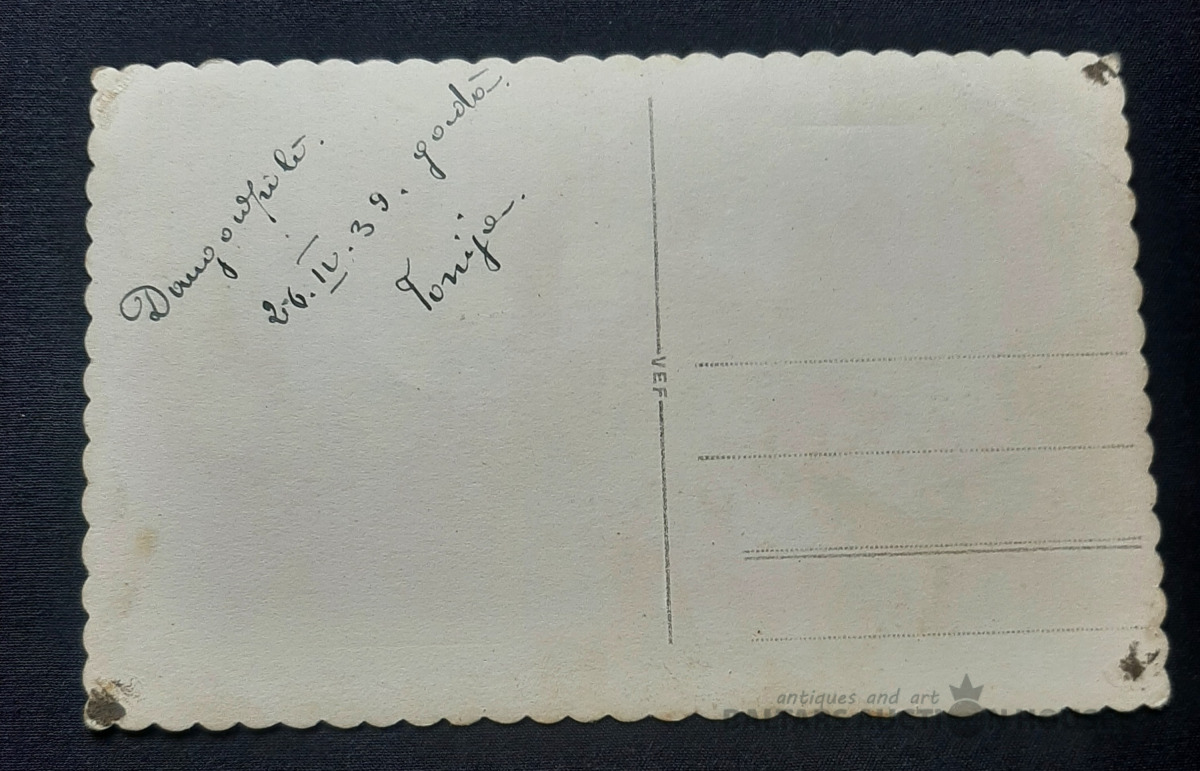 Daugavpilī.
26.IV.39. gadā.
Tonija.
VEF
antiques and art